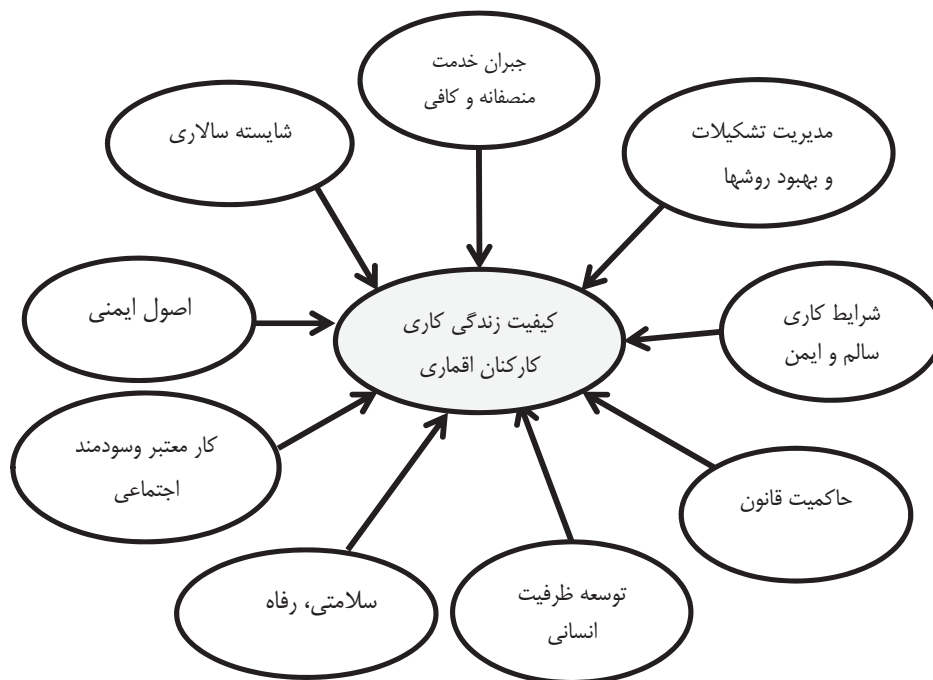 جبران خدمت
منصفانه و کافی
مدیریت تشکیلات
و بهبود روشها
شایسته سالاری
شرایط کاری
سالم و ایمن
اصول ایمنی
کیفیت زندگی کاری
کارکنان اقماری
کار معتبر وسودمند
اجتماعی
حاکمیت قانون
سلامتی، رفاه
توسعه ظرفیت
انسانی